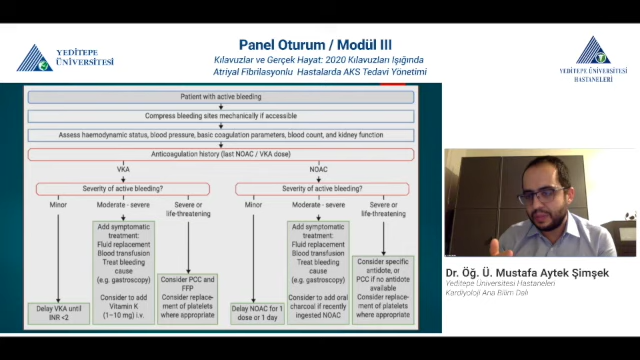 YEDİTEPE
ÜNİVERSİTESİ
Panel Oturum / Modül III
Kılavuzlar ve Gerçek Hayat: 2020 Kılavuzları Işığında
Atriyal Fibrilasyonlu Hastalarda AKS Tedavi Yönetimi
YEDİTEPE ÜNİVERSİTESİ
HASTANELERİ
Patient with active bleeding
Compress bleeding sites mechanically if accessible
Assess haemodynamic status, blood pressure, basic coagulation parameters, blood count, and kidney function
Anticoagulation history (last NOAC / VKA dose)
VKA
NOAC
Severity of active bleeding?
Severity of active bleeding?
Minor
Moderate - severe
Severe or
life-threatening
Minor
Moderate - severe
Severe or
life-threatening
Delay VKA until
INR <2
Add symptomatic
treatment:
Fluid replacement
Blood transfusion
Treat bleeding
cause
(e.g. gastroscopy)
Consider to add
Vitamin K
(1–10 mg) i.v.
Consider PCC and
FFP
Consider replace-
ment of platelets
where appropriate
Delay NOAC for 1
dose or 1 day
Add symptomatic
treatment:
Fluid replacement
Blood transfusion
Treat bleeding
cause
(e.g. gastroscopy)
Consider to add oral
charcoal if recently
ingested NOAC
Consider specific
antidote, or
PCC if no antidote
available
Consider replace-
ment of platelets
where appropriate
Dr. Öğ. Ü. Mustafa Aytek Şimşek
Yeditepe Üniversitesi Hastaneleri
Kardiyoloji Ana Bilim Dalı